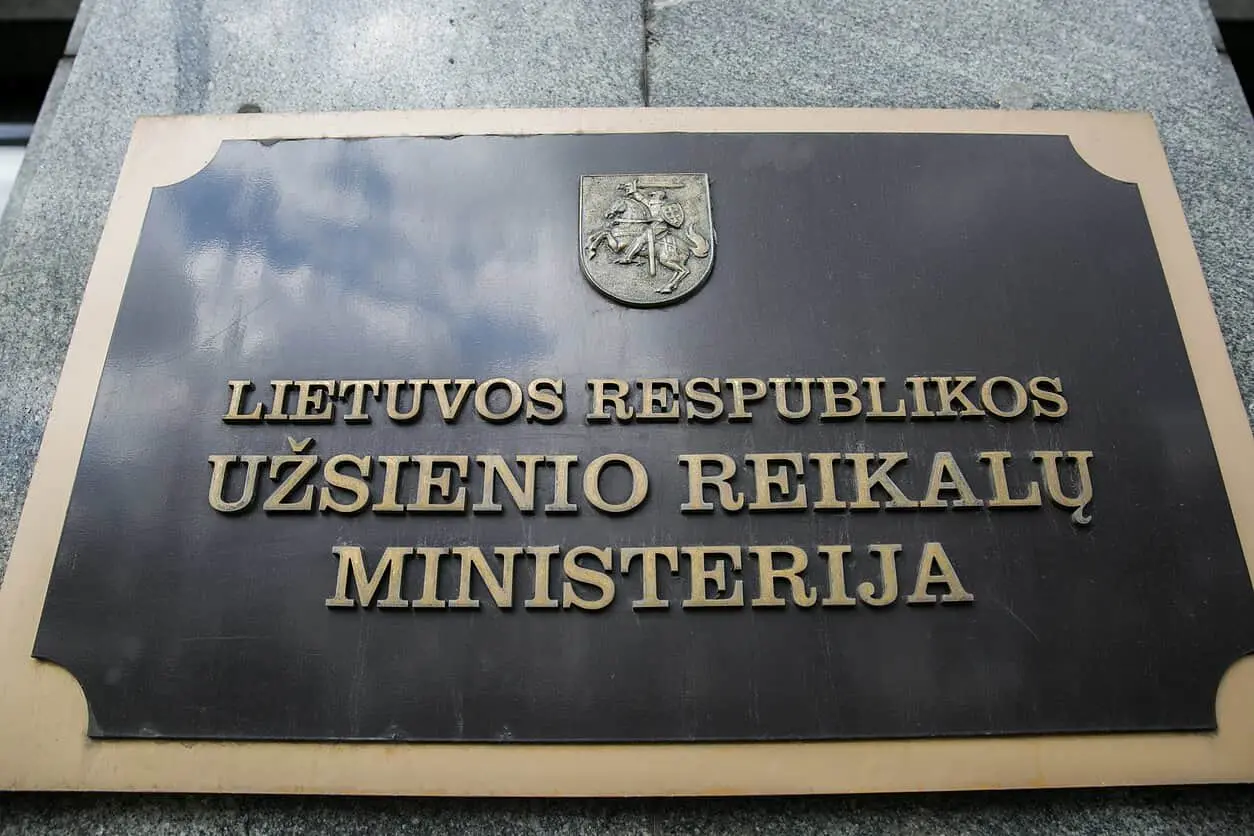 LIETUVOS RESPUBLIKOS
UŽSIENIO REIKALŲ
MINISTERIJA